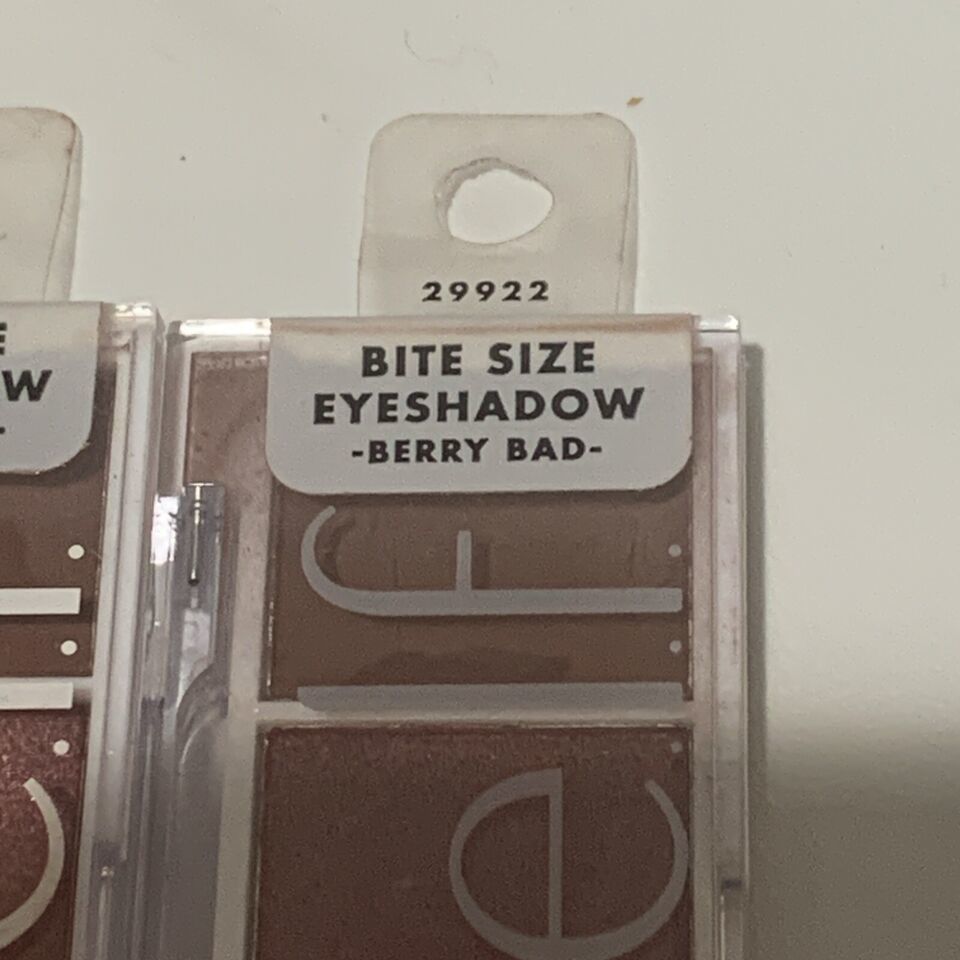 29922
BITE SIZE
EYESHADOW
-BERRY BAD-
e.l.f.
W